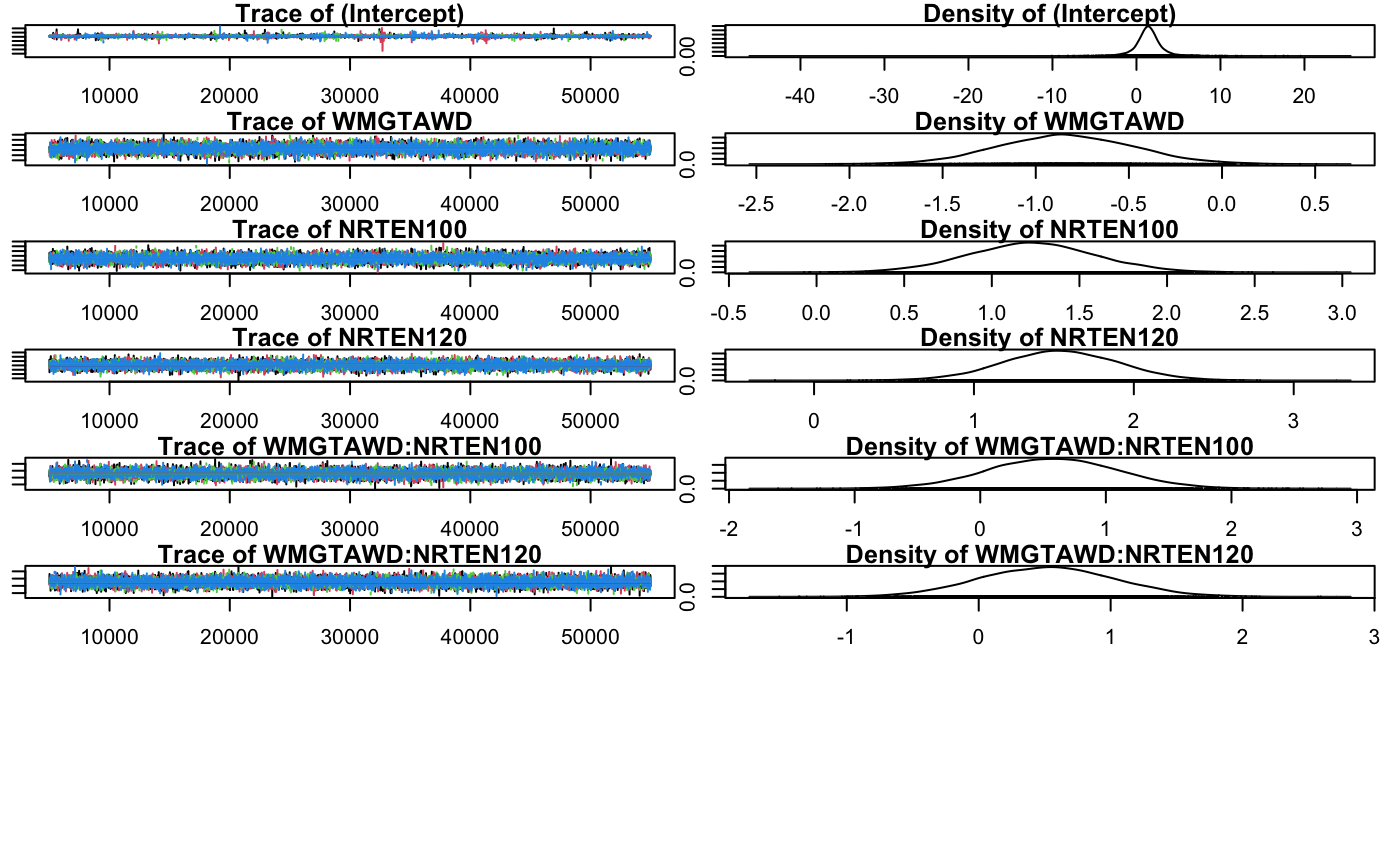 Trace of (Intercept)
10000 20000 30000 40000 50000
Density of (Intercept)
0.00
-40 -30 -20 -10 0 10 20
Trace of WMGTAWD
10000 20000 30000 40000 50000
Density of WMGTAWD
0.0
-2.5 -2.0 -1.5 -1.0 -0.5 0.0 0.5
Trace of NRTEN100
10000 20000 30000 40000 50000
Density of NRTEN100
0.0
-0.5 0.0 0.5 1.0 1.5 2.0 2.5 3.0
Trace of NRTEN120
10000 20000 30000 40000 50000
Density of NRTEN120
0.0
0 1 2 3
Trace of WMGTAWD:NRTEN100
10000 20000 30000 40000 50000
Density of WMGTAWD:NRTEN100
0.0
-2 -1 0 1 2 3
Trace of WMGTAWD:NRTEN120
10000 20000 30000 40000 50000
Density of WMGTAWD:NRTEN120
0.0
-1 0 1 2 3